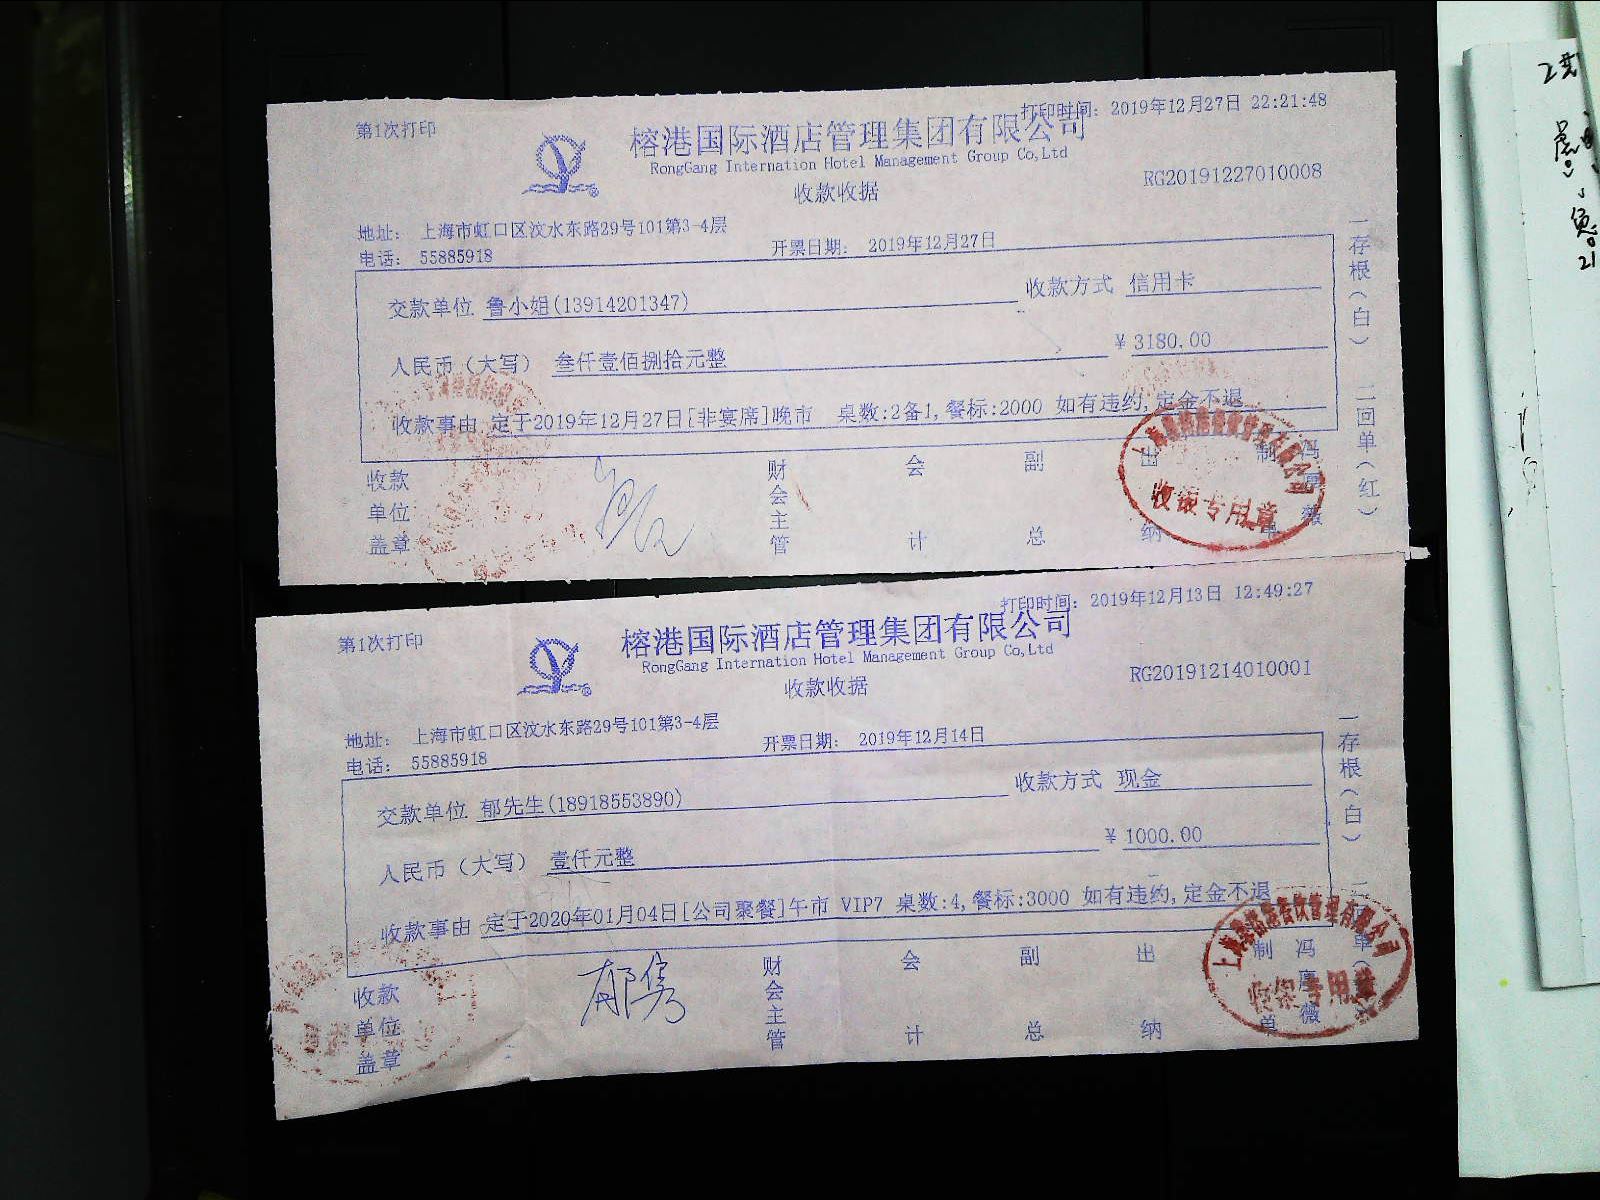 第1次打印
打印时间：2019年12月27日 22:21:48
榕港国际酒店管理集团有限公司
RongGang Internation Hotel Management Group Co,Ltd
收款收据
RG20191227010008
地址：上海市虹口区汶水东路29号101第3-4层
电话：55885918
开票日期：2019年12月27日
交款单位 鲁小姐(13914201347)
收款方式 信用卡
人民币（大写） 叁仟壹佰捌拾元整
￥3180.00
收款事由 定于2019年12月27日[非宴席]晚市 桌数:2备1,餐标:2000 如有违约,定金不退
收款单位盖章
财会主管
会计
副总
出纳
制单
冯 薇
收银专用章
一存根（白） 二回单（红）
第1次打印
打印时间：2019年12月13日 12:49:27
榕港国际酒店管理集团有限公司
RongGang Internation Hotel Management Group Co,Ltd
收款收据
RG20191214010001
地址：上海市虹口区汶水东路29号101第3-4层
电话：55885918
开票日期：2019年12月14日
交款单位 郁先生(18918553890)
收款方式 现金
人民币（大写） 壹仟元整
￥1000.00
收款事由 定于2020年01月04日[公司聚餐]午市 VIP7 桌数:4,餐标:3000 如有违约,定金不退
收款单位盖章
郁隽
财会主管
会计
副总
出纳
制单
冯 薇
收银专用章
一存根（白）